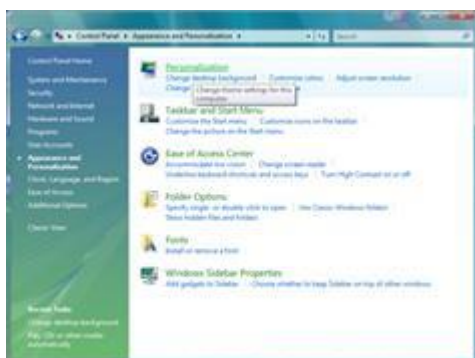 Control Panel ▸ Appearance and Personalization ▸
Search
Control Panel Home
System and Maintenance
Security
Network and Internet
Hardware and Sound
Programs
User Accounts
Appearance and
Personalization
Clock, Language, and Region
Ease of Access
Additional Options
Classic View
Recent Tasks
Change desktop background
Play CDs or other media
automatically
Personalization
Change desktop background
Customize colors
Adjust screen resolution
Change
Change theme settings for this
computer.
Taskbar and Start Menu
Customize the Start menu
Customize icons on the taskbar
Change the picture on the Start menu
Ease of Access Center
Accommodate low vision
Change screen reader
Underline keyboard shortcuts and access keys
Turn High Contrast on or off
Folder Options
Specify single- or double-click to open
Use Classic Windows folders
Show hidden files and folders
Fonts
Install or remove a font
Windows Sidebar Properties
Add gadgets to Sidebar
Choose whether to keep Sidebar on top of other windows